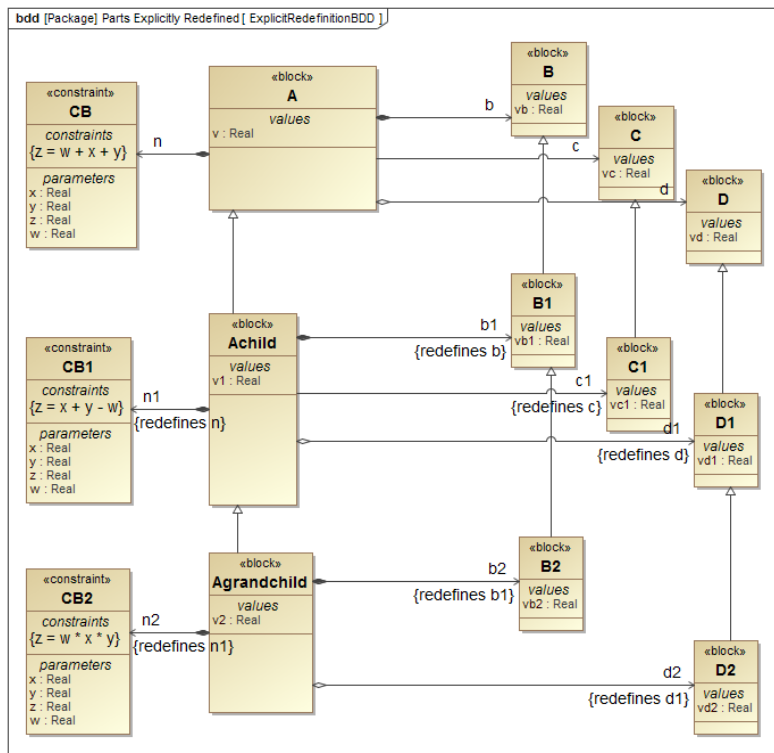 bdd [Package] Parts Explicitly Redefined [ ExplicitRedefinitionBDD ]
«constraint»
CB
constraints
{z = w + x + y}
parameters
x : Real
y : Real
z : Real
w : Real
n
«block»
A
values
v : Real
b
«block»
B
values
vb : Real
c
«block»
C
values
vc : Real
d
«block»
D
values
vd : Real
«constraint»
CB1
constraints
{z = x + y - w}
parameters
x : Real
y : Real
z : Real
w : Real
n1
{redefines n}
«block»
Achild
values
v1 : Real
b1
{redefines b}
«block»
B1
values
vb1 : Real
c1
{redefines c}
«block»
C1
values
vc1 : Real
d1
{redefines d}
«block»
D1
values
vd1 : Real
«constraint»
CB2
constraints
{z = w * x * y}
parameters
x : Real
y : Real
z : Real
w : Real
n2
{redefines n1}
«block»
Agrandchild
values
v2 : Real
b2
{redefines b1}
«block»
B2
values
vb2 : Real
d2
{redefines d1}
«block»
D2
values
vd2 : Real